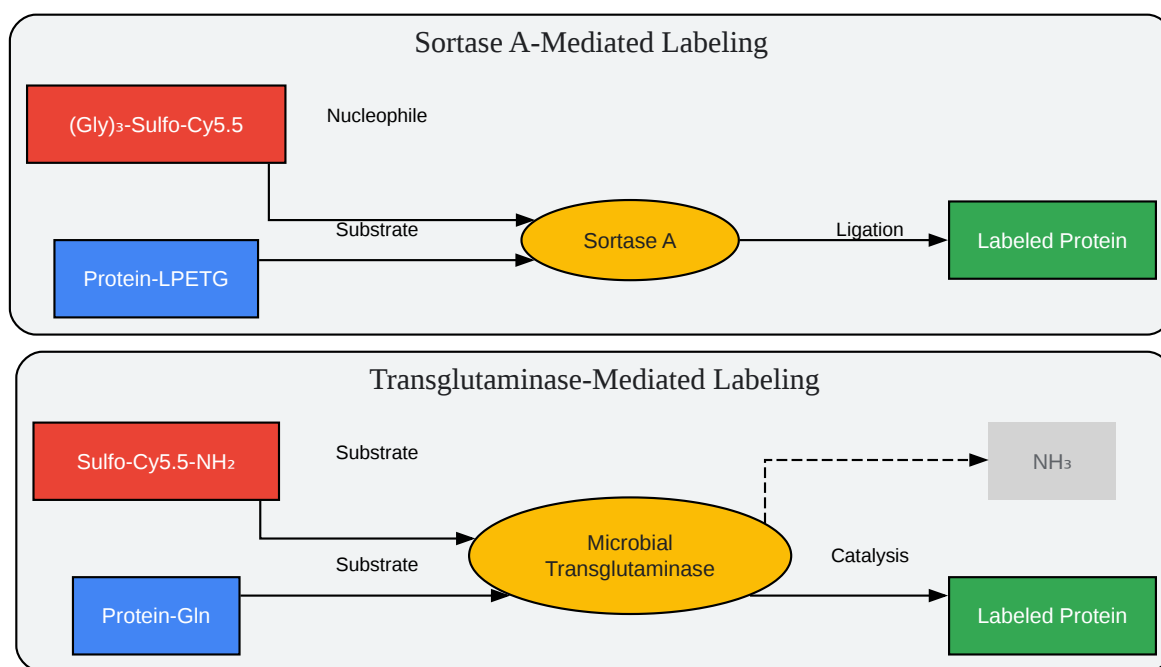 Sortase A-Mediated Labeling
(Gly)₃-Sulfo-Cy5.5
Nucleophile
Substrate
Protein-LPETG
Sortase A
Ligation
Labeled Protein
Transglutaminase-Mediated Labeling
Sulfo-Cy5.5-NH₂
Substrate
NH₃
Microbial
Transglutaminase
Substrate
Catalysis
Protein-Gln
Labeled Protein